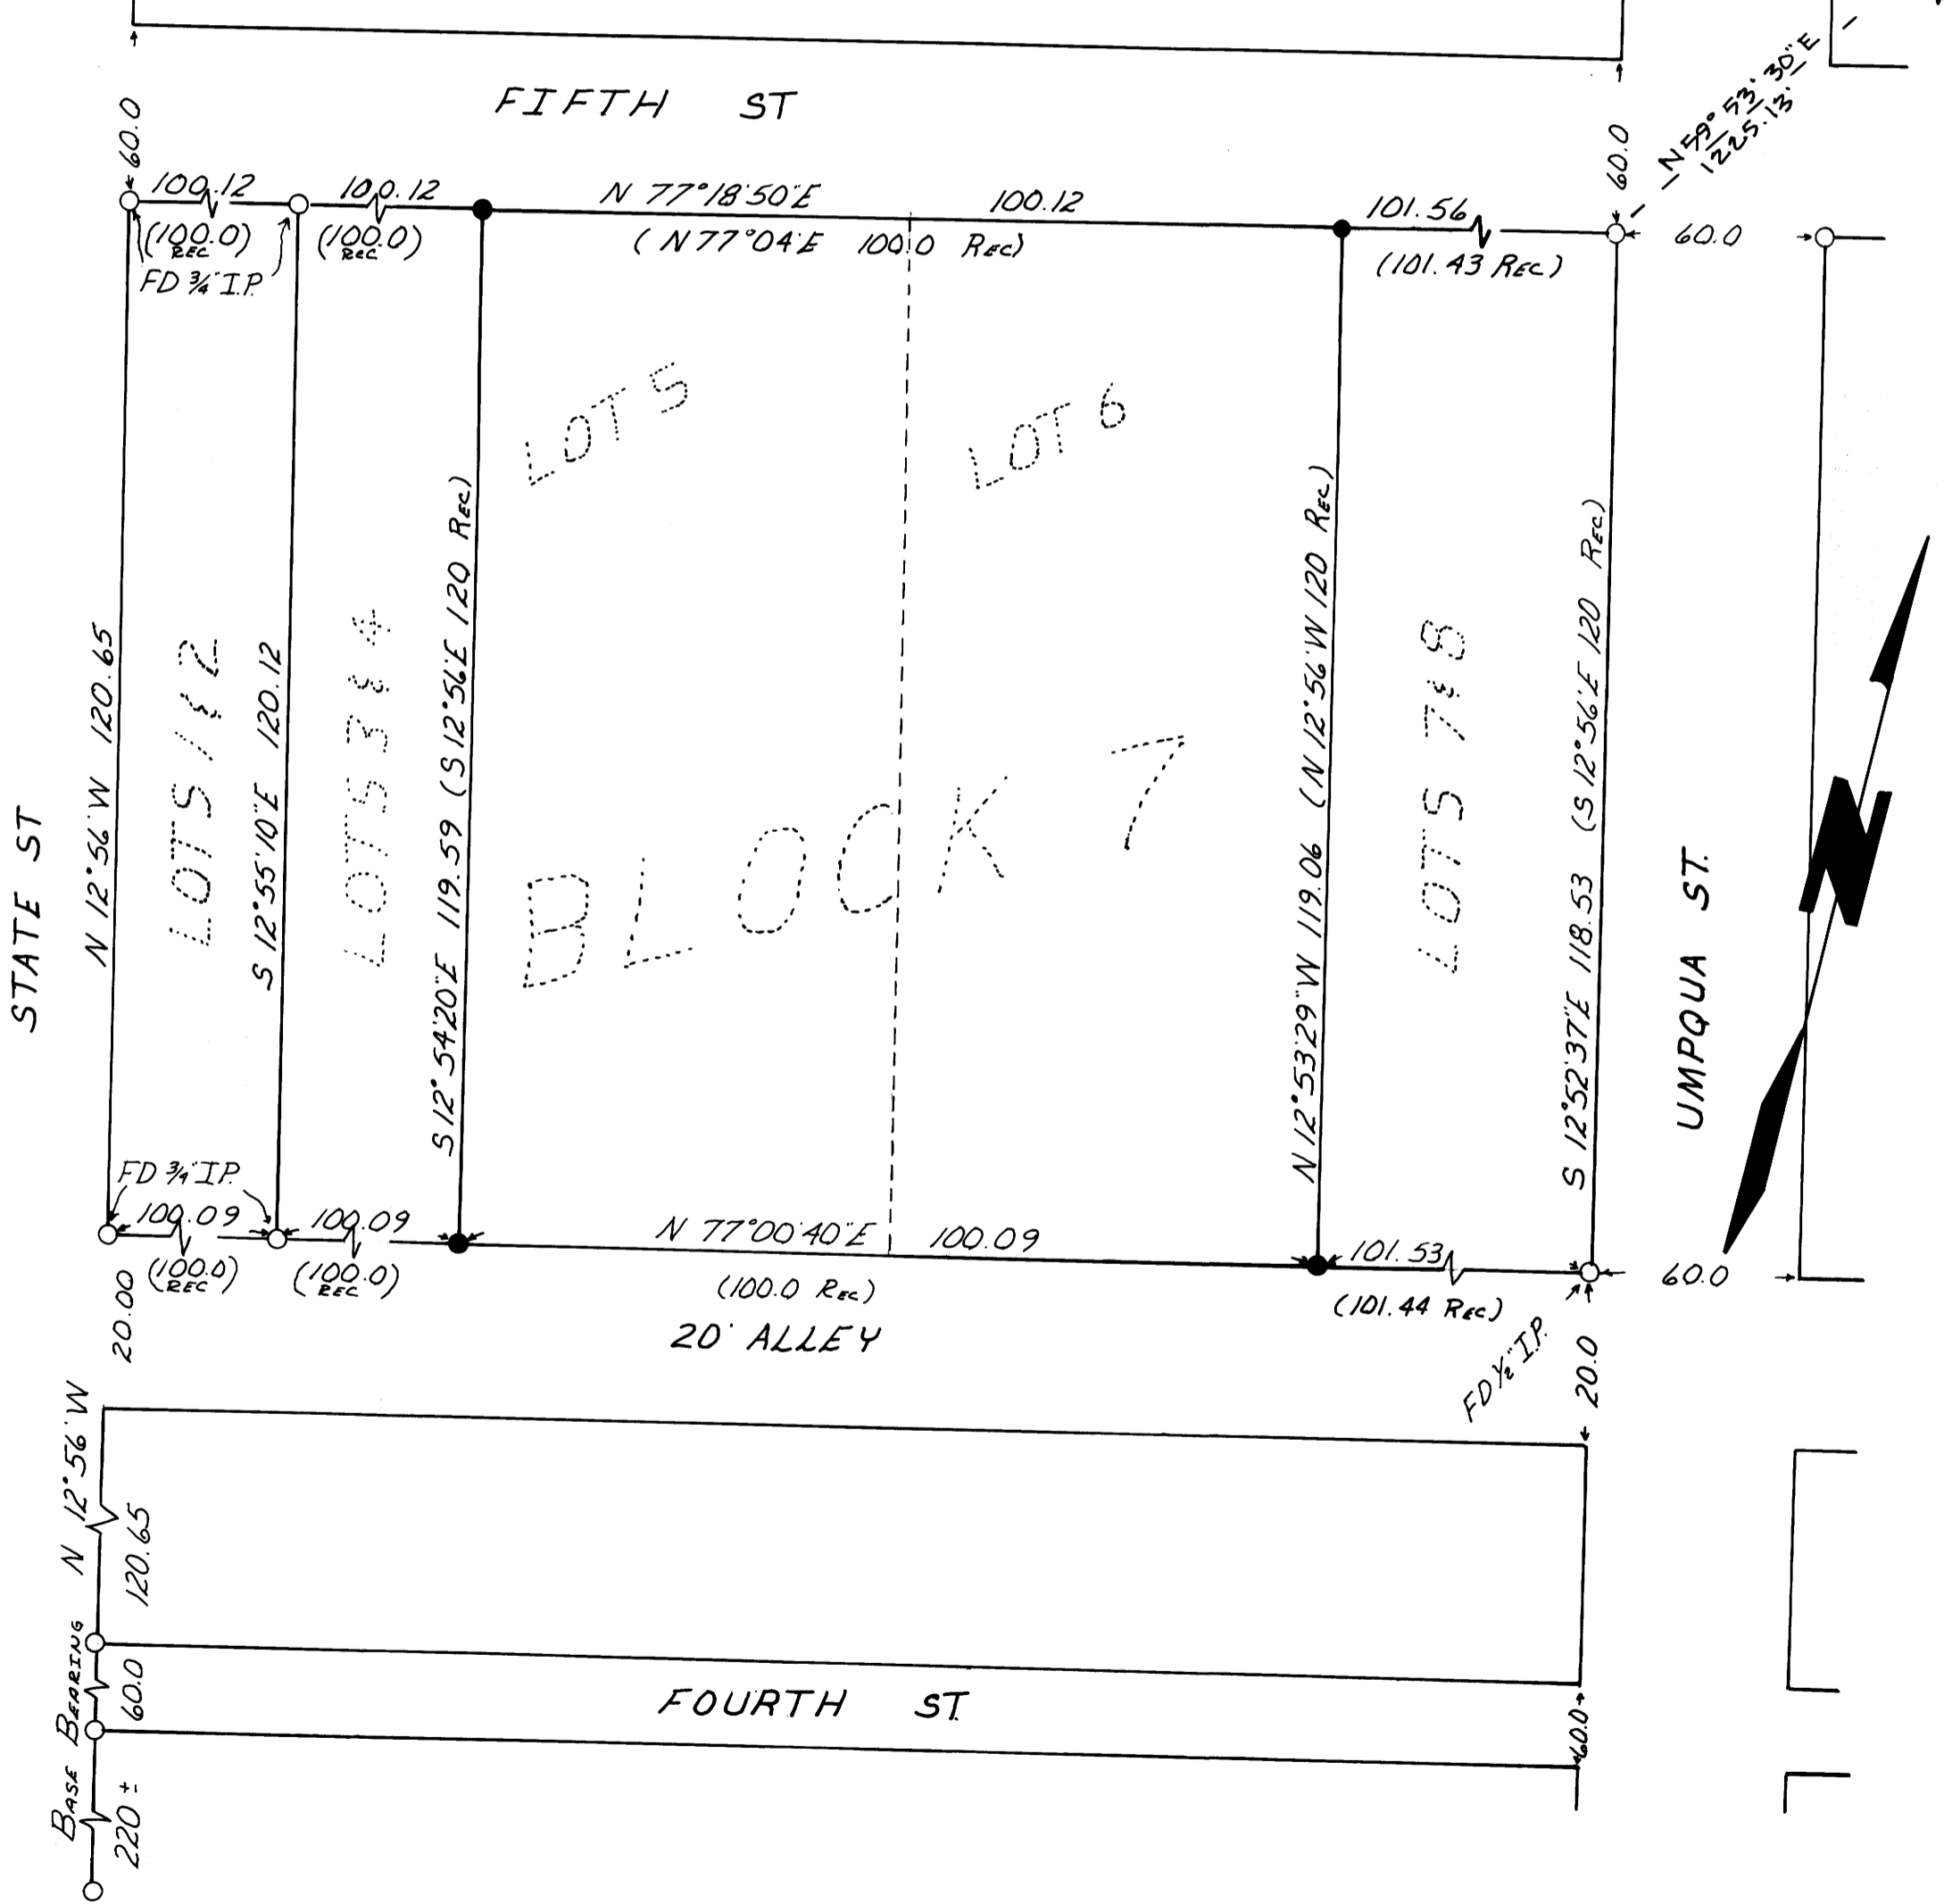 FIFTH ST
N 59° 53' 30" E
1225.13'
60.0
60.0
100.12
100.12
N 77°18'50"E
100.12
101.56
60.0
(100.0)
REC
(100.0)
REC
(N77°04'E 100.0 REC)
(101.43 REC)
FD 3/4" I.P.
LOT 5
LOT 6
STATE ST
N 12°56'W 120.65
LOTS 1 & 2
S 12°55'10"E 120.12
LOTS 3 & 4
S 12°54'20"E 119.59 (S 12°56'E 120 REC)
BLOCK 7
N 12°53'29"W 119.06 (N 12°56'W 120 REC)
LOTS 7 & 8
S 12°52'37"E 118.53 (S 12°56'E 120 REC)
UMPQUA ST.
N
FD 3/4" I.P.
100.09
100.09
N 77°00'40"E
100.09
101.53
60.0
(100.0)
REC
(100.0)
REC
(100.0 REC)
(101.44 REC)
20.00
20' ALLEY
FD 1/2" I.P.
20.0
BASE BEARING N 12°56'W
120.65
60.0
FOURTH ST.
60.0
220 ±